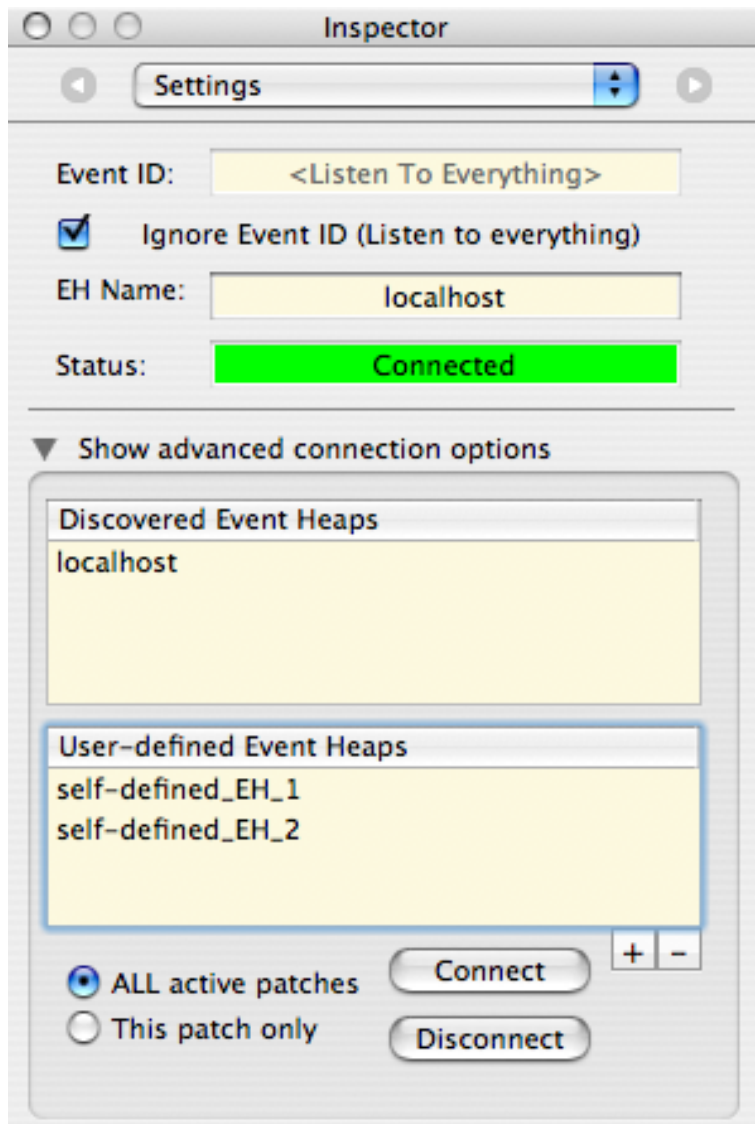 Inspector
Settings
Event ID: <Listen To Everything>
Ignore Event ID (Listen to everything)
EH Name: localhost
Status: Connected
Show advanced connection options
Discovered Event Heaps
localhost
User-defined Event Heaps
self-defined_EH_1
self-defined_EH_2
+ -
ALL active patches Connect
This patch only Disconnect